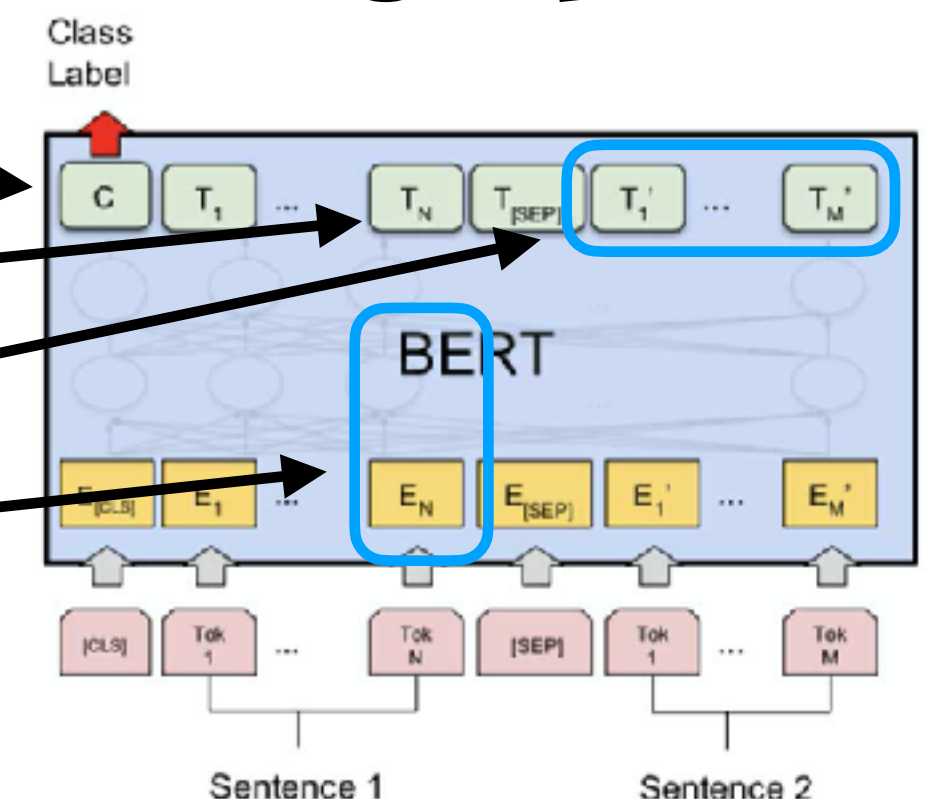 Class
Label
C T1 ... TN T[SEP] T1' ... TM'
BERT
E[CLS] E1 ... EN E[SEP] E1' ... EM'
[CLS] Tok 1 ... Tok N [SEP] Tok 1 ... Tok M
Sentence 1 Sentence 2